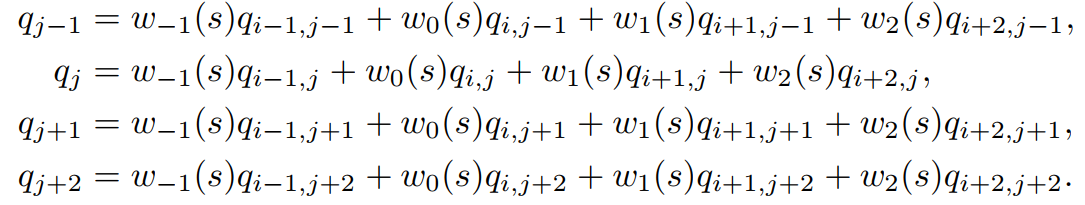 q_{j−1} = w_{−1}(s)q_{i−1,j−1} + w_0(s)q_{i,j−1} + w_1(s)q_{i+1,j−1} + w_2(s)q_{i+2,j−1},
q_j = w_{−1}(s)q_{i−1,j} + w_0(s)q_{i,j} + w_1(s)q_{i+1,j} + w_2(s)q_{i+2,j},
q_{j+1} = w_{−1}(s)q_{i−1,j+1} + w_0(s)q_{i,j+1} + w_1(s)q_{i+1,j+1} + w_2(s)q_{i+2,j+1},
q_{j+2} = w_{−1}(s)q_{i−1,j+2} + w_0(s)q_{i,j+2} + w_1(s)q_{i+1,j+2} + w_2(s)q_{i+2,j+2}.